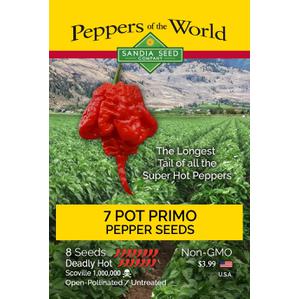 Peppers of the World
SANDIA SEED
COMPANY
The Longest
Tail of all the
Super Hot Peppers
7 POT PRIMO
PEPPER SEEDS
8 Seeds
Non-GMO
Deadly Hot
$3.99
Scoville 1,000,000
U.S.A
Open-Pollinated / Untreated